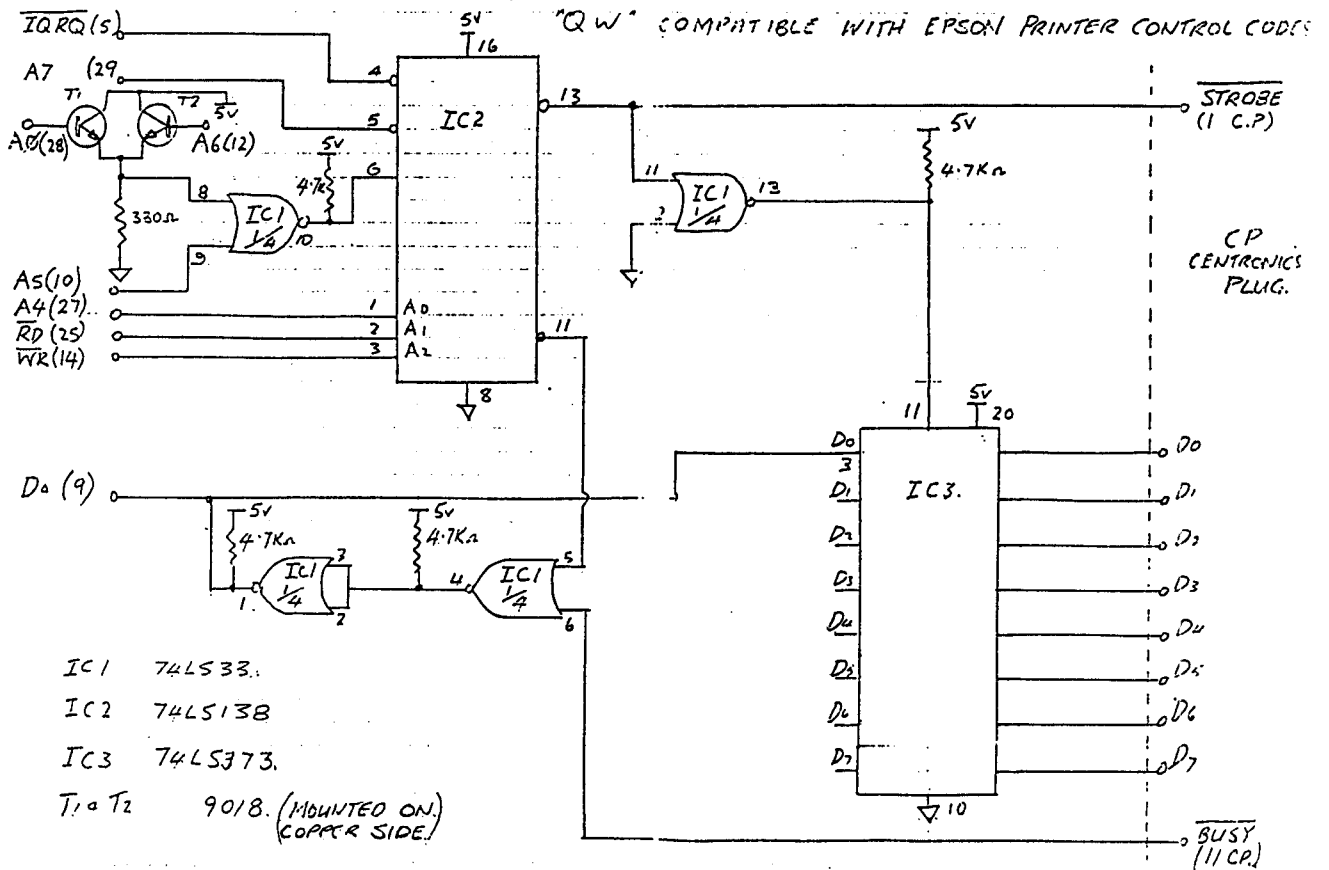 "QW" COMPATIBLE WITH EPSON PRINTER CONTROL CODES
IQRQ (5)
A7 (29
T1
T2
5V
AØ(28)
A6(12)
330Ω
8
9
IC1
1/4
10
5V
4.7K
A5(10)
A4(27)
RD (25)
WR(14)
5V
16
4
5
6
IC2
1 A0
2 A1
3 A2
8
13
11
11
2
IC1
1/4
13
5V
4.7KΩ
STROBE
(1 C.P)
CP
CENTRONICS
PLUG.
11
5V
20
D0
3
D1
D2
D3
D4
D5
D6
D7
IC3.
10
D0
D1
D2
D3
D4
D5
D6
D7
Do (9)
5V
4.7KΩ
IC1
1/4
1.
3
2
5V
4.7KΩ
4
IC1
1/4
5
6
BUSY
(11 CP.)
IC1 74LS33.
IC2 74LS138
IC3 74LS373.
T1 & T2 9018. (MOUNTED ON
COPPER SIDE.)